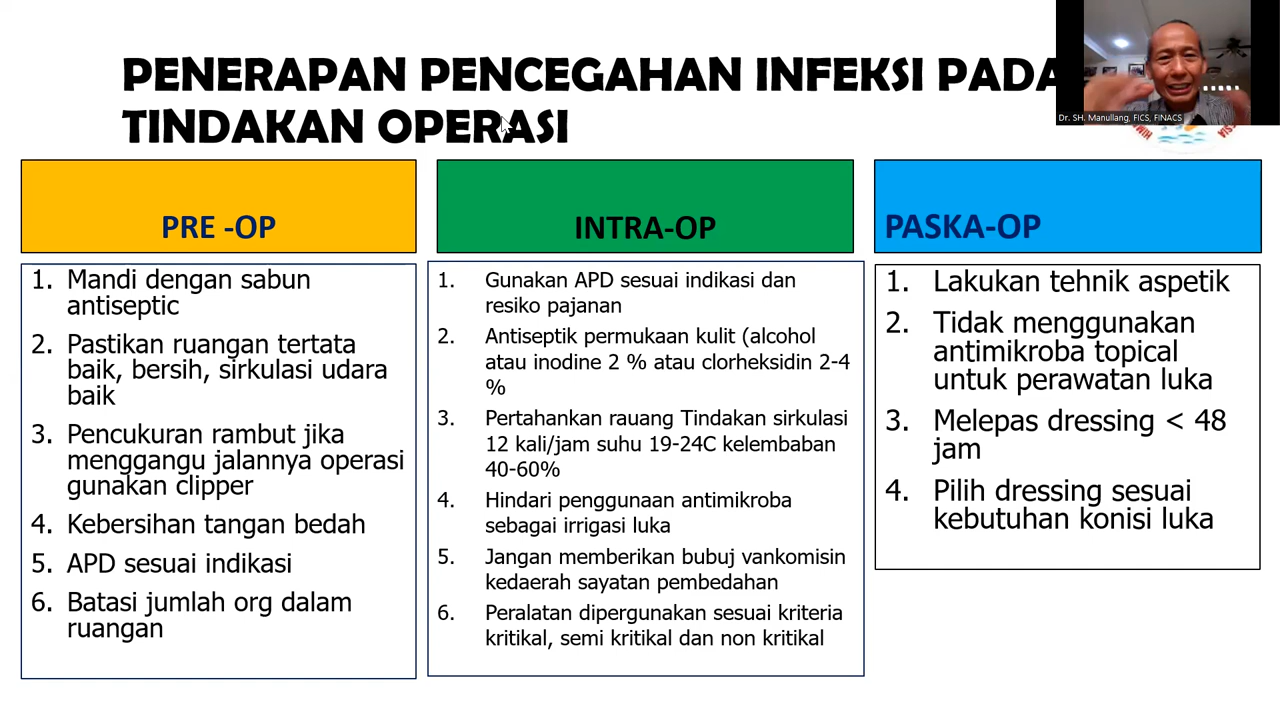 PENERAPAN PENCEGAHAN INFEKSI PADA
TINDAKAN OPERASI
Dr. SH. Manullang, FICS, FINACS
PRE -OP
1. Mandi dengan sabun
antiseptic
2. Pastikan ruangan tertata
baik, bersih, sirkulasi udara
baik
3. Pencukuran rambut jika
menggangu jalannya operasi
gunakan clipper
4. Kebersihan tangan bedah
5. APD sesuai indikasi
6. Batasi jumlah org dalam
ruangan
INTRA-OP
1. Gunakan APD sesuai indikasi dan
resiko pajanan
2. Antiseptik permukaan kulit (alcohol
atau inodine 2 % atau clorheksidin 2-4
%
3. Pertahankan rauang Tindakan sirkulasi
12 kali/jam suhu 19-24C kelembaban
40-60%
4. Hindari penggunaan antimikroba
sebagai irrigasi luka
5. Jangan memberikan bubuj vankomisin
kedaerah sayatan pembedahan
6. Peralatan dipergunakan sesuai kriteria
kritikal, semi kritikal dan non kritikal
PASKA-OP
1. Lakukan tehnik aspetik
2. Tidak menggunakan
antimikroba topical
untuk perawatan luka
3. Melepas dressing < 48
jam
4. Pilih dressing sesuai
kebutuhan konisi luka